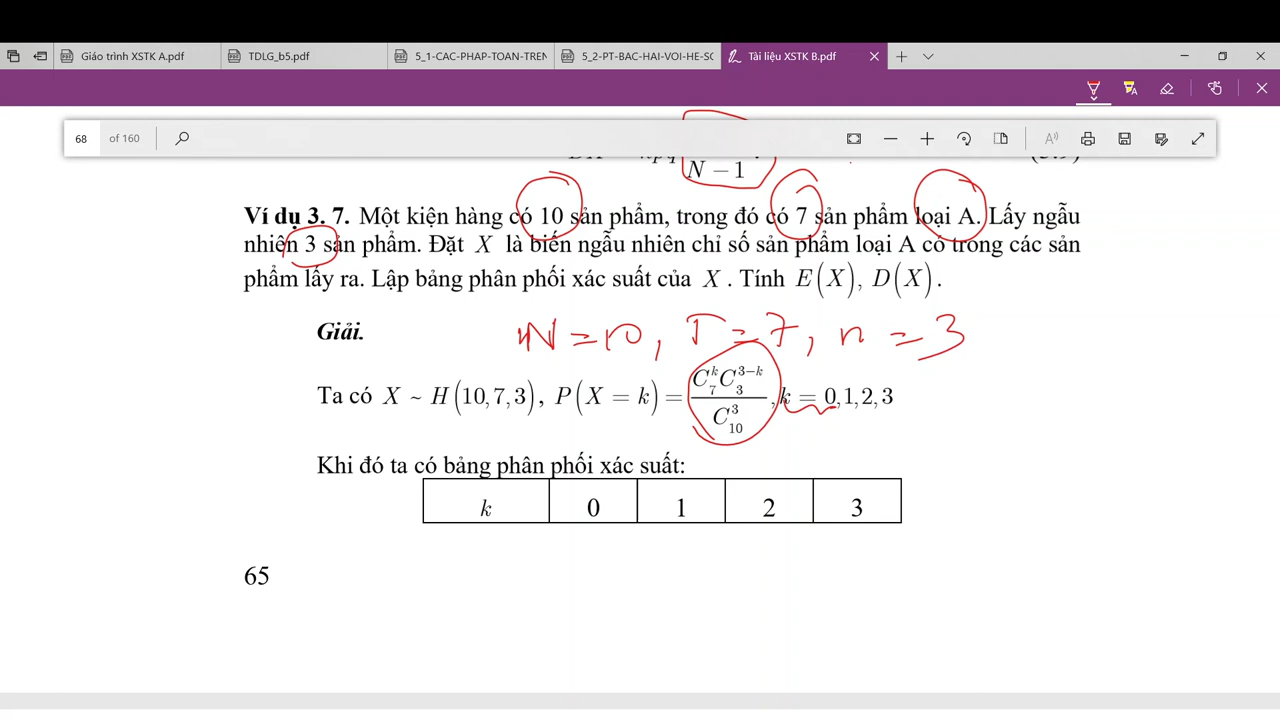 Giáo trình XSTK A.pdf
TDLG_b5.pdf
5_1-CAC-PHAP-TOAN-TREN
5_2-PT-BAC-HAI-VOI-HE-SO
Tài liệu XSTK B.pdf
68 of 160
N − 1
Ví dụ 3. 7. Một kiện hàng có 10 sản phẩm, trong đó có 7 sản phẩm loại A. Lấy ngẫu
nhiên 3 sản phẩm. Đặt X là biến ngẫu nhiên chỉ số sản phẩm loại A có trong các sản
phẩm lấy ra. Lập bảng phân phối xác suất của X . Tính E(X), D(X).
Giải.
N = 10, T = 7, n = 3
Ta có X ~ H(10,7,3), P(X = k) = C_7^k C_3^{3−k} / C_10^3 , k = 0,1,2,3
Khi đó ta có bảng phân phối xác suất:
k 0 1 2 3
65